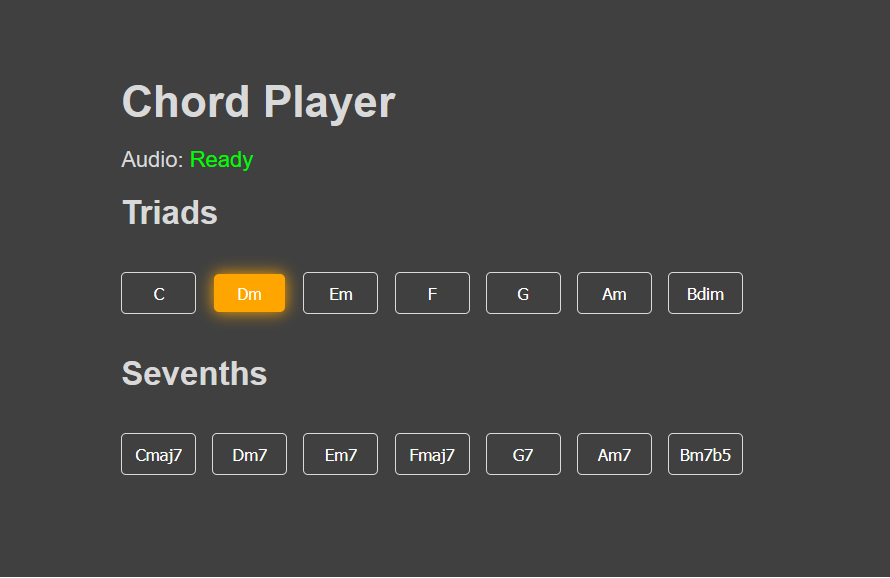 Chord Player
Audio: Ready
Triads
C Dm Em F G Am Bdim
Sevenths
Cmaj7 Dm7 Em7 Fmaj7 G7 Am7 Bm7b5